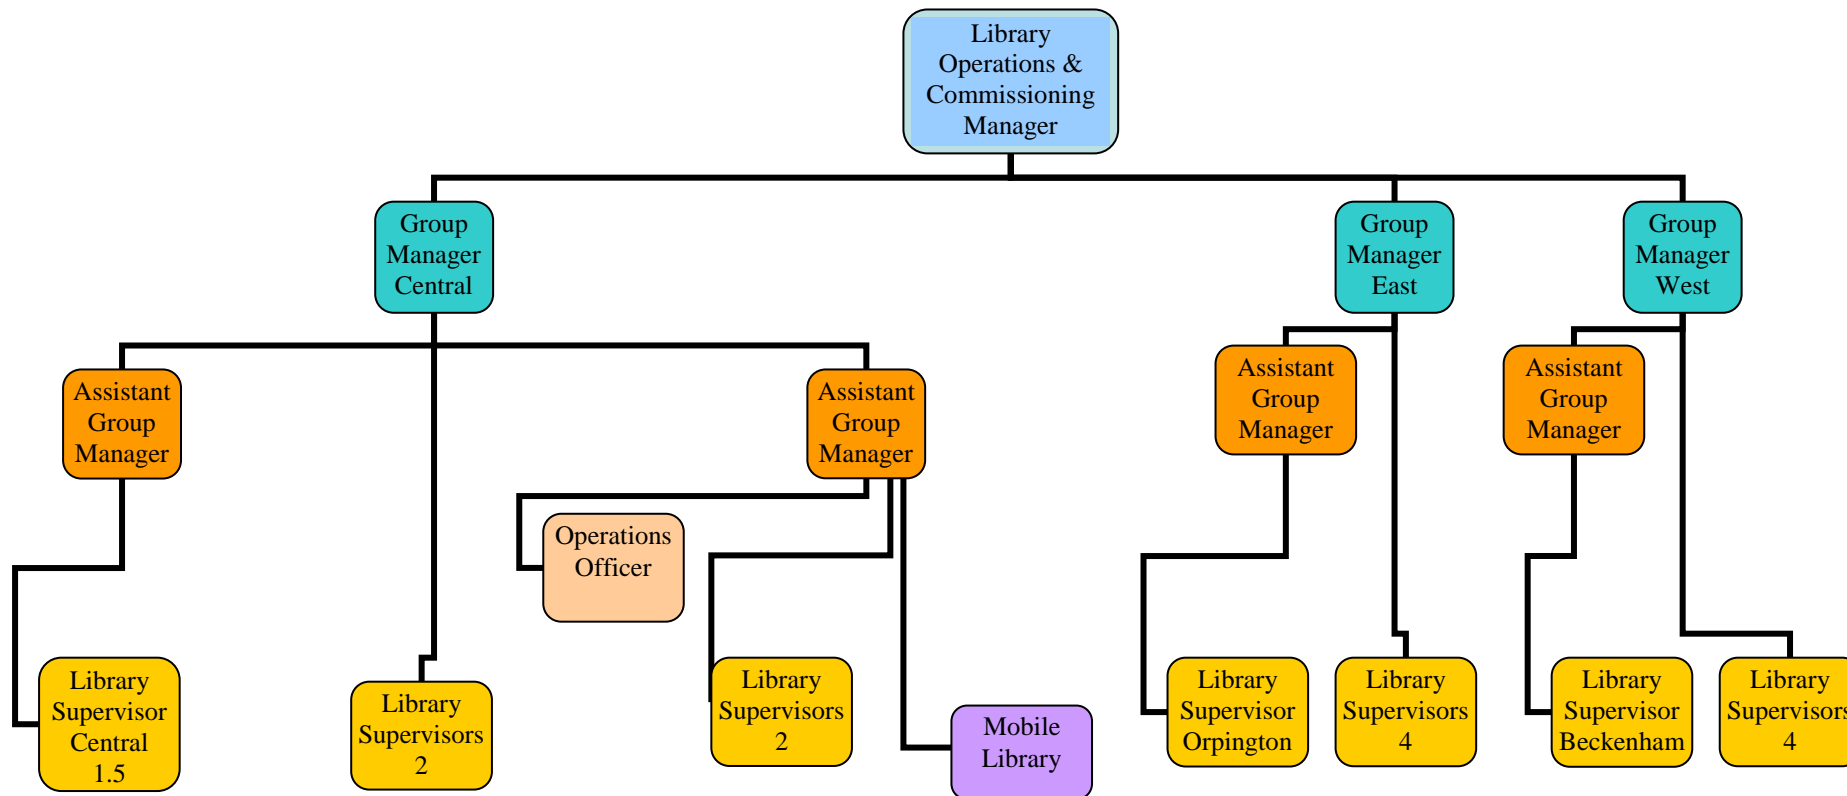 Library
Operations &
Commissioning
Manager
Group
Manager
Central
Group
Manager
East
Group
Manager
West
Assistant
Group
Manager
Assistant
Group
Manager
Assistant
Group
Manager
Assistant
Group
Manager
Operations
Officer
Library
Supervisor
Central
1.5
Library
Supervisors
2
Library
Supervisors
2
Mobile
Library
Library
Supervisor
Orpington
Library
Supervisors
4
Library
Supervisor
Beckenham
Library
Supervisors
4